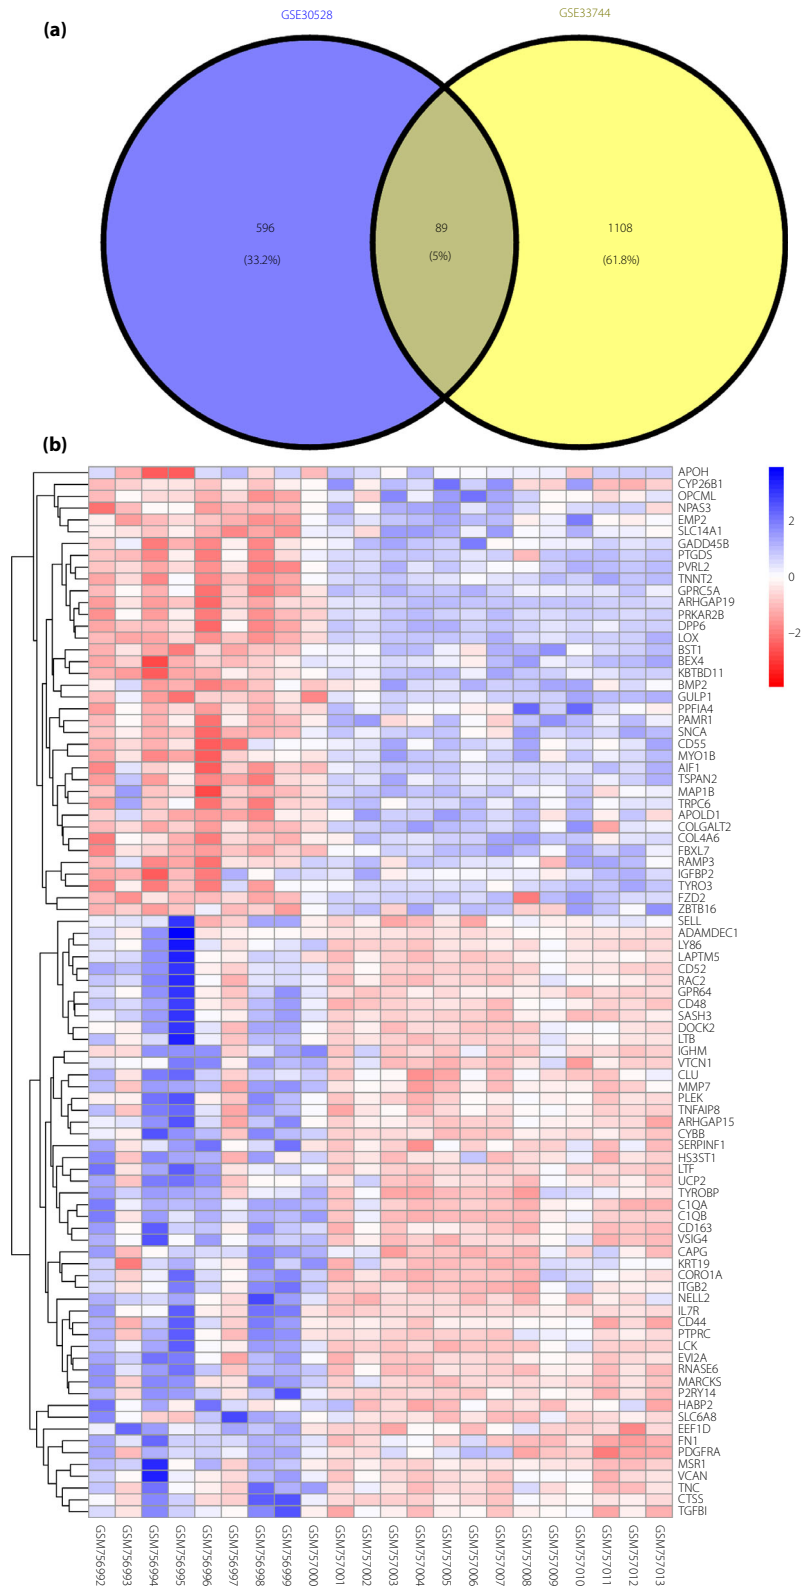 (a)
GSE30528
GSE33744
596
(33.2%)
89
(5%)
1108
(61.8%)
(b)
APOH
CYP26B1
OPCML
NPAS3
EMP2
SLC14A1
GADD45B
PTGDS
PVRL2
TNNT2
GPRC5A
ARHGAP19
PRKAR2B
DPP6
LOX
BST1
BEX4
KBTBD11
BMP2
GULP1
PPFIA4
PAMR1
SNCA
CD55
MYO1B
AIF1
TSPAN2
MAP1B
TRPC6
APOLD1
COLGALT2
COL4A6
FBXL7
RAMP3
IGFBP2
TYRO3
FZD2
ZBTB16
SELL
ADAMDEC1
LY86
LAPTM5
CD52
RAC2
GPR64
CD48
SASH3
DOCK2
LTB
IGHM
VTCN1
CLU
MMP7
PLEK
TNFAIP8
ARHGAP15
CYBB
SERPINF1
HS3ST1
LTF
UCP2
TYROBP
C1QA
C1QB
CD163
VSIG4
CAPG
KRT19
CORO1A
ITGB2
NELL2
IL7R
CD44
PTPRC
LCK
EVI2A
RNASE6
MARCKS
P2RY14
HABP2
SLC6A8
EEF1D
FN1
PDGFRA
MSR1
VCAN
TNC
CTSS
TGFBI
2
0
−2
GSM756992
GSM756993
GSM756994
GSM756995
GSM756996
GSM756997
GSM756998
GSM756999
GSM757000
GSM757001
GSM757002
GSM757003
GSM757004
GSM757005
GSM757006
GSM757007
GSM757008
GSM757009
GSM757010
GSM757011
GSM757012
GSM757013